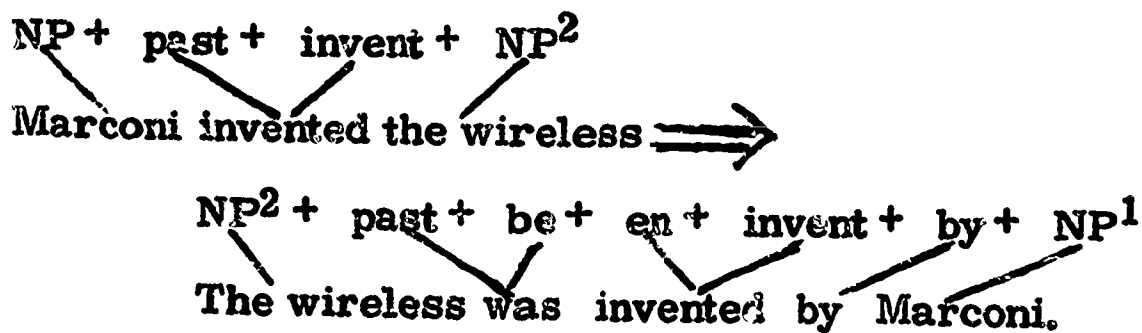 NP + past + invent + NP²
Marconi invented the wireless ⟹
NP² + past + be + en + invent + by + NP¹
The wireless was invented by Marconi.